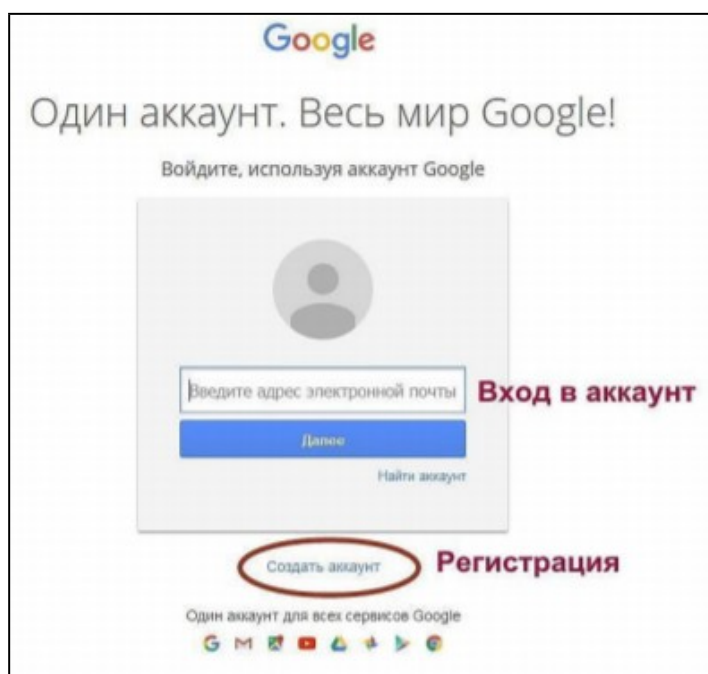 Google
Один аккаунт. Весь мир Google!
Войдите, используя аккаунт Google
Введите адрес электронной почты
Вход в аккаунт
Далее
Найти аккаунт
Создать аккаунт
Регистрация
Один аккаунт для всех сервисов Google